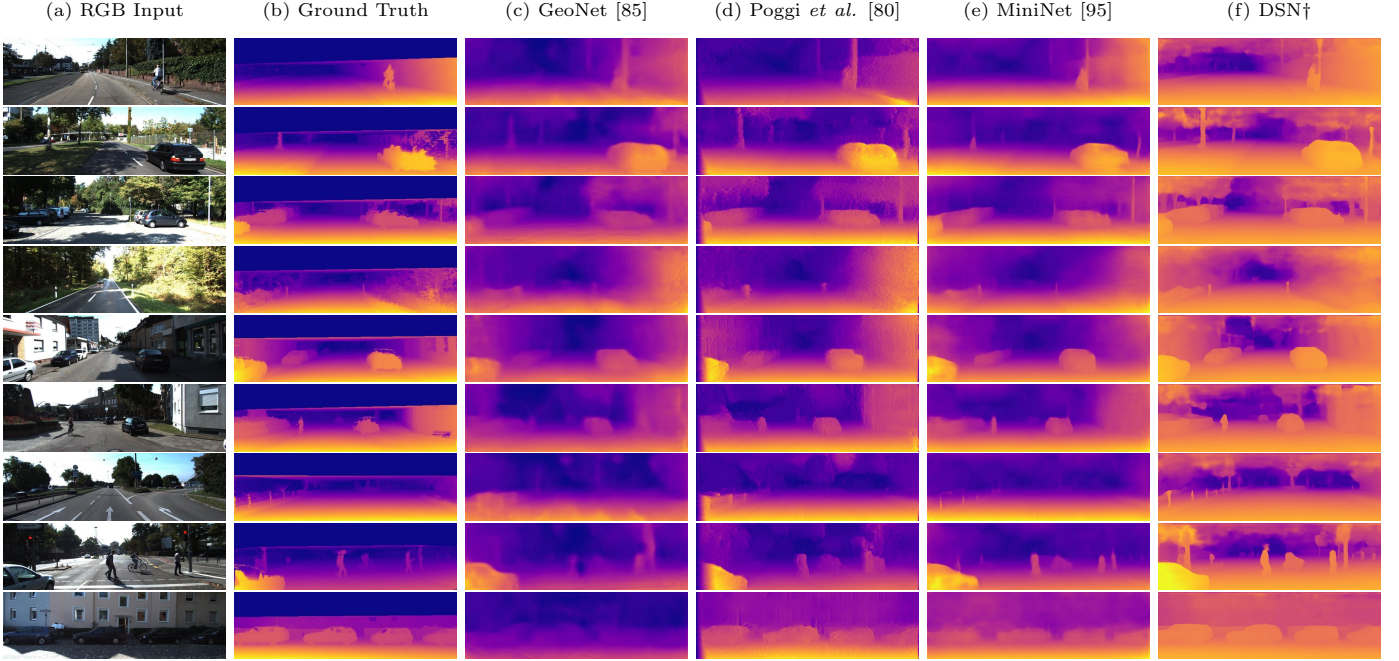 (a) RGB Input (b) Ground Truth (c) GeoNet [85] (d) Poggi et al. [80] (e) MiniNet [95] (f) DSN†